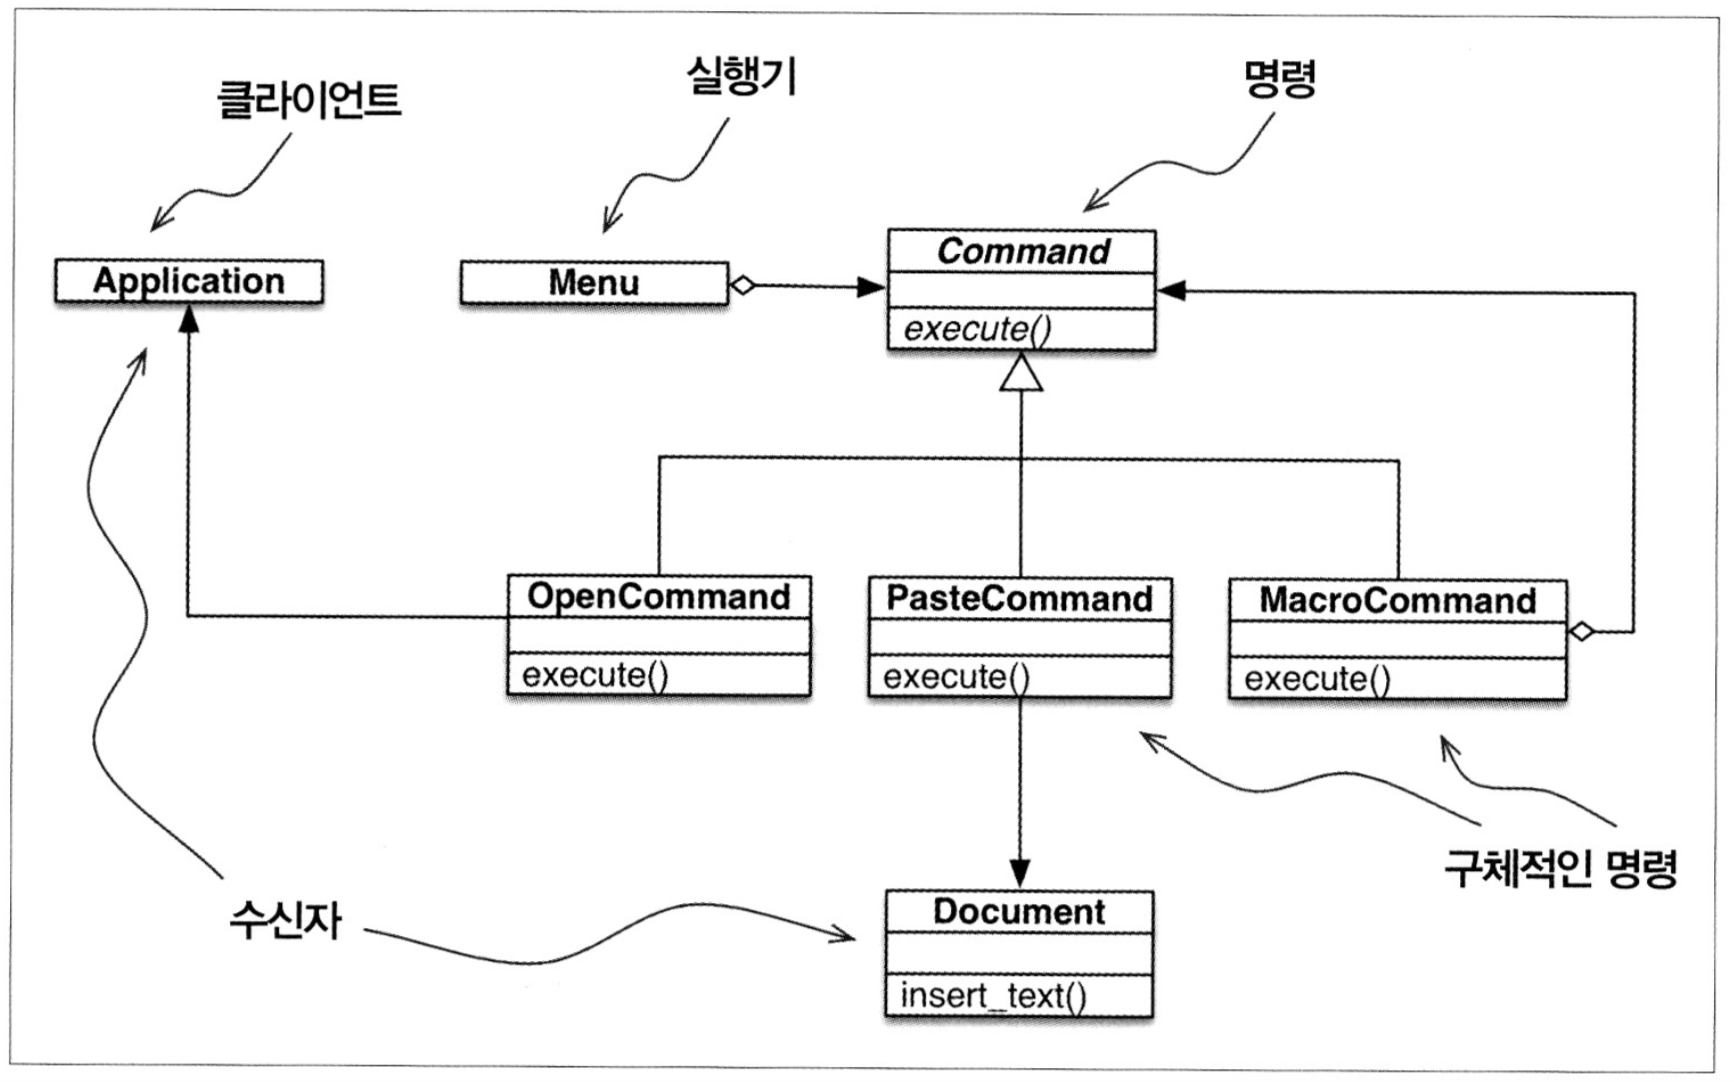 클라이언트
실행기
명령
Application
Menu
Command
execute()
OpenCommand
execute()
PasteCommand
execute()
MacroCommand
execute()
구체적인 명령
수신자
Document
insert_text()